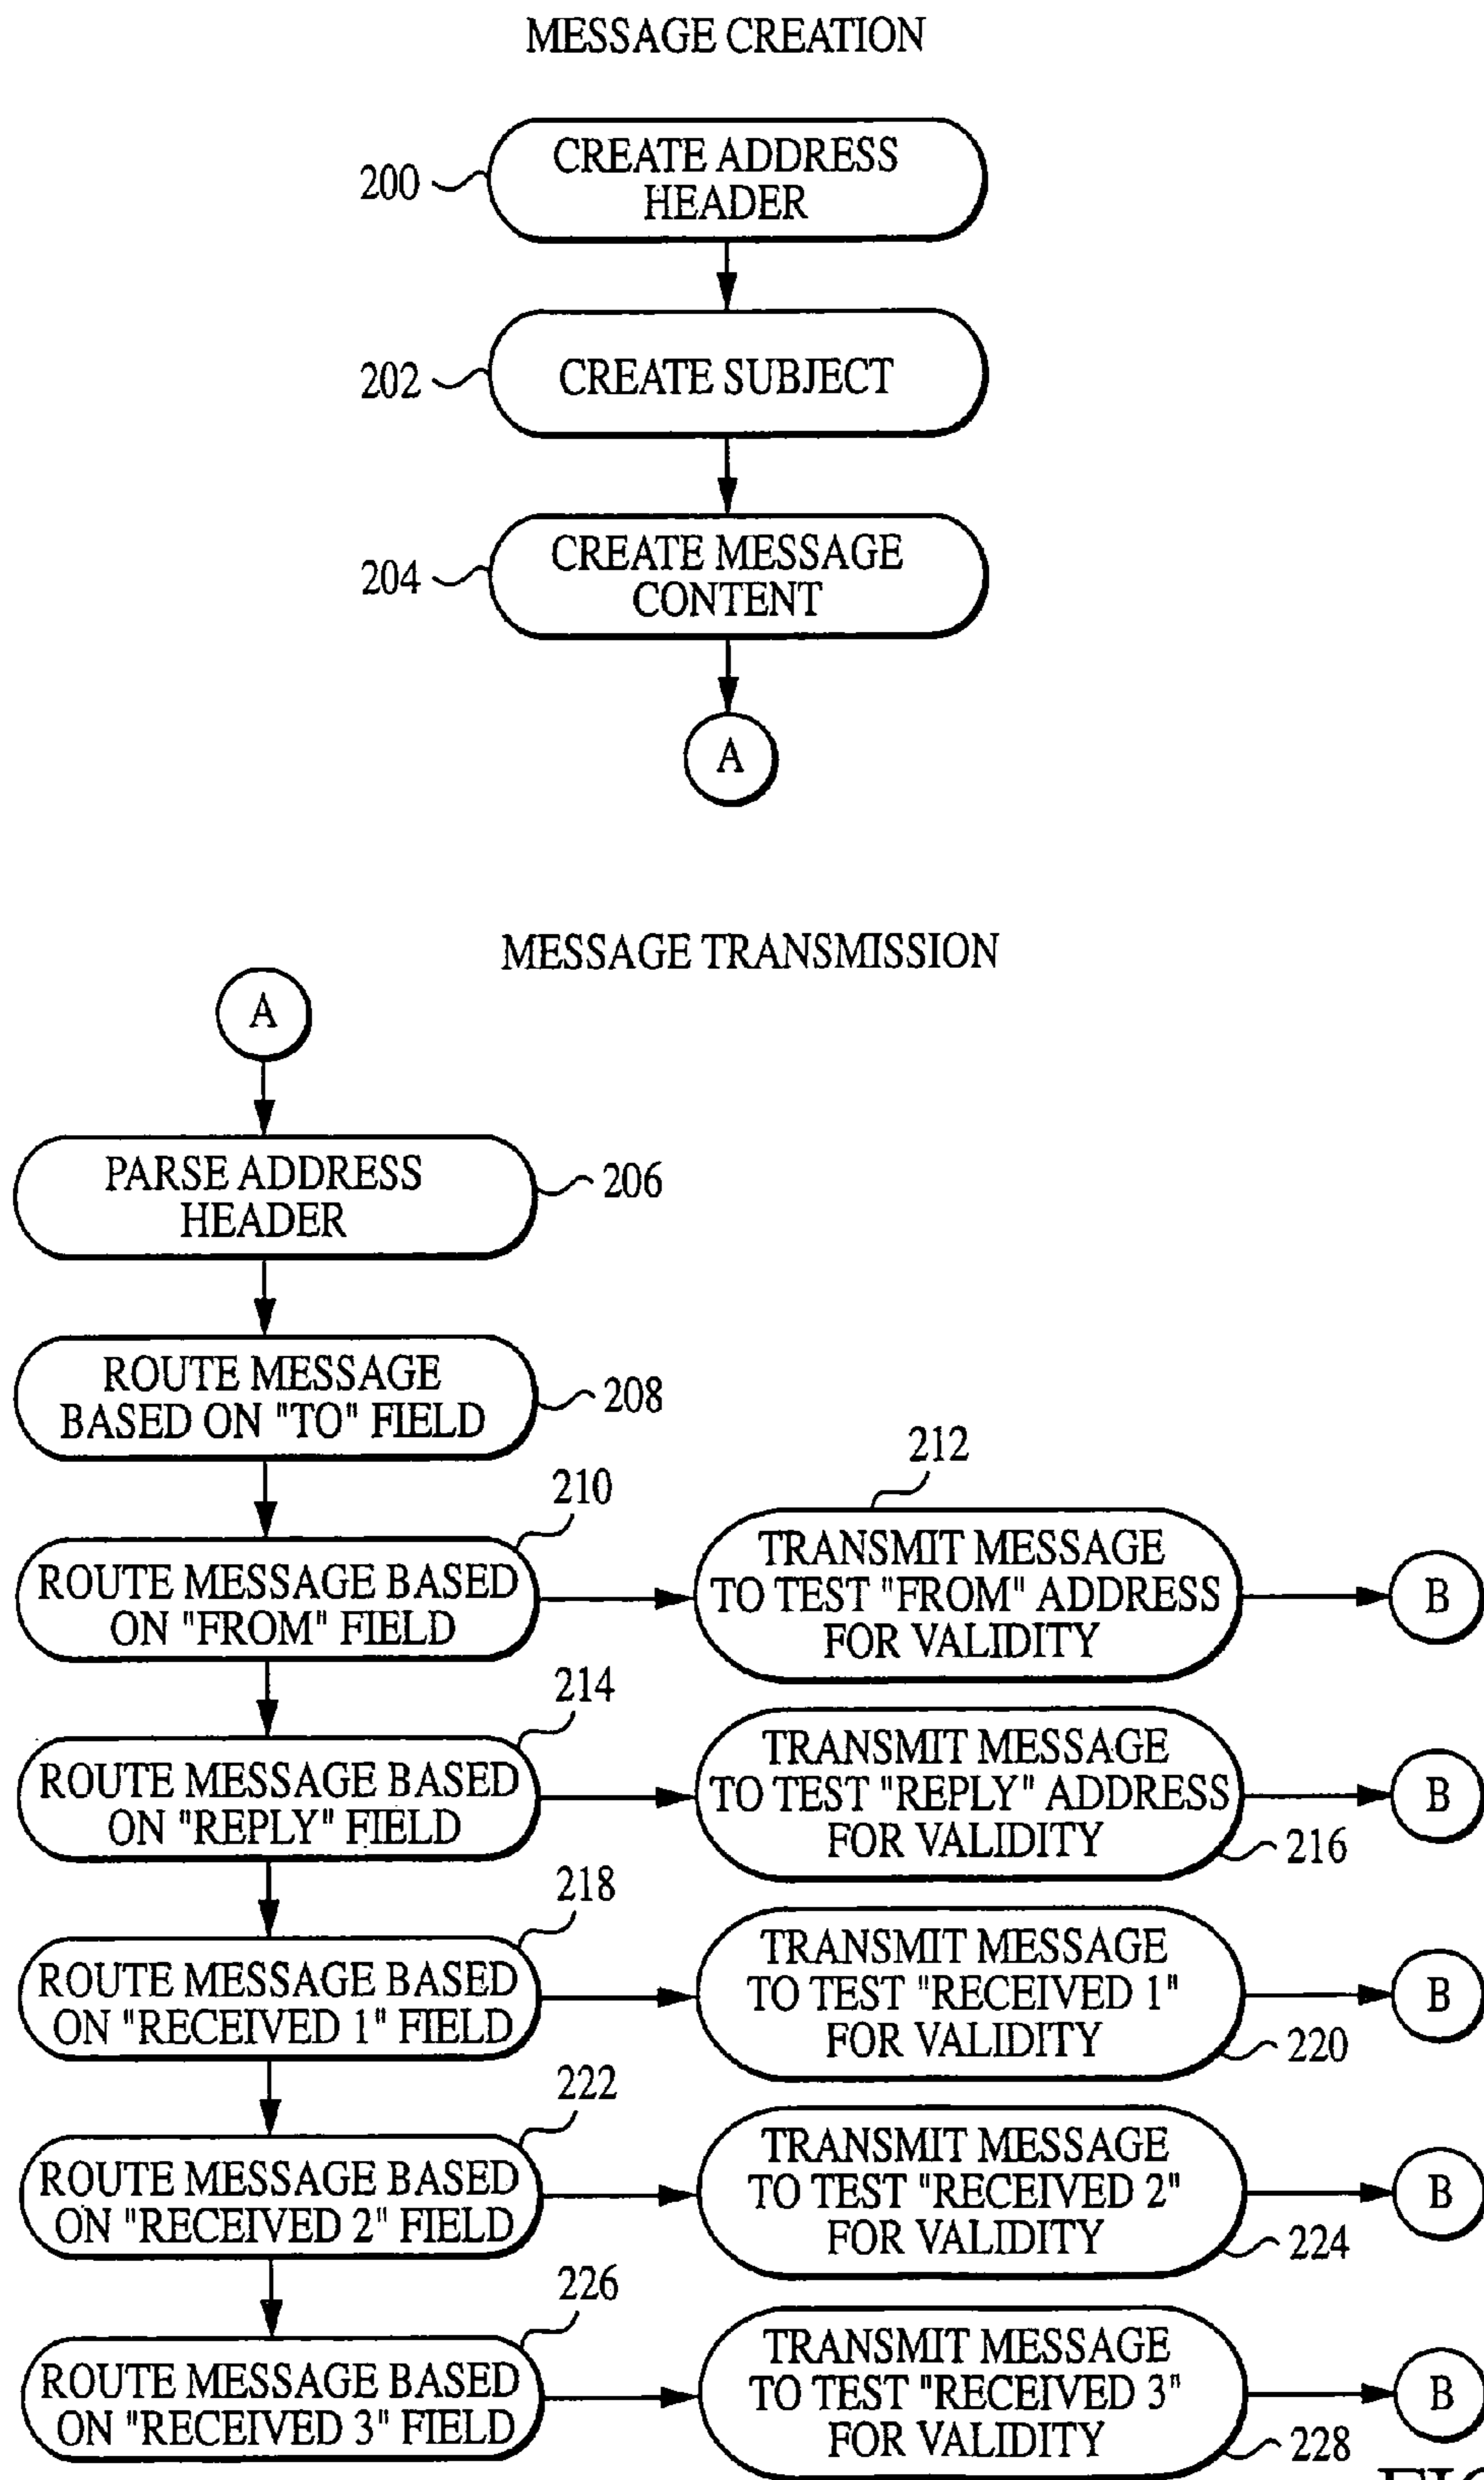 MESSAGE CREATION
200
CREATE ADDRESS
HEADER
202
CREATE SUBJECT
204
CREATE MESSAGE
CONTENT
A
MESSAGE TRANSMISSION
A
PARSE ADDRESS
HEADER
206
ROUTE MESSAGE
BASED ON "TO" FIELD
208
210
ROUTE MESSAGE BASED
ON "FROM" FIELD
212
TRANSMIT MESSAGE
TO TEST "FROM" ADDRESS
FOR VALIDITY
B
214
ROUTE MESSAGE BASED
ON "REPLY" FIELD
TRANSMIT MESSAGE
TO TEST "REPLY" ADDRESS
FOR VALIDITY
216
B
218
ROUTE MESSAGE BASED
ON "RECEIVED 1" FIELD
TRANSMIT MESSAGE
TO TEST "RECEIVED 1"
FOR VALIDITY
220
B
222
ROUTE MESSAGE BASED
ON "RECEIVED 2" FIELD
TRANSMIT MESSAGE
TO TEST "RECEIVED 2"
FOR VALIDITY
224
B
226
ROUTE MESSAGE BASED
ON "RECEIVED 3" FIELD
TRANSMIT MESSAGE
TO TEST "RECEIVED 3"
FOR VALIDITY
228
B